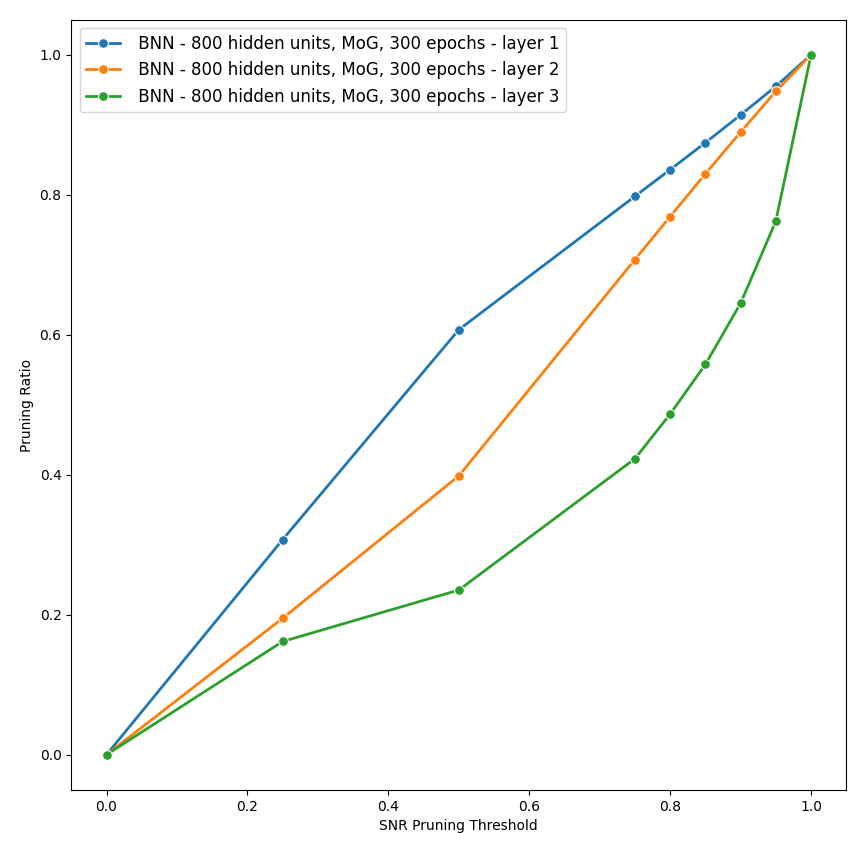 BNN - 800 hidden units, MoG, 300 epochs - layer 1
BNN - 800 hidden units, MoG, 300 epochs - layer 2
BNN - 800 hidden units, MoG, 300 epochs - layer 3
1.0
0.8
0.6
0.4
0.2
0.0
Pruning Ratio
0.0 0.2 0.4 0.6 0.8 1.0
SNR Pruning Threshold